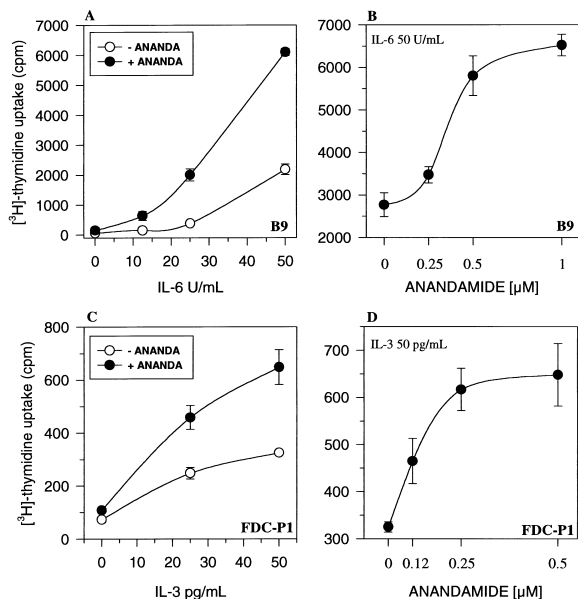 A
- ANANDA
+ ANANDA
[³H]-thymidine uptake (cpm)
7000
6000
5000
4000
3000
2000
1000
0
B9
0 10 20 30 40 50
IL-6 U/mL
B
IL-6 50 U/mL
7000
6000
5000
4000
3000
2000
B9
0 0.25 0.5 1
ANANDAMIDE [µM]
C
- ANANDA
+ ANANDA
[³H]-thymidine uptake (cpm)
800
600
400
200
0
FDC-P1
0 10 20 30 40 50
IL-3 pg/mL
D
IL-3 50 pg/mL
700
600
500
400
300
FDC-P1
0 0.12 0.25 0.5
ANANDAMIDE [µM]